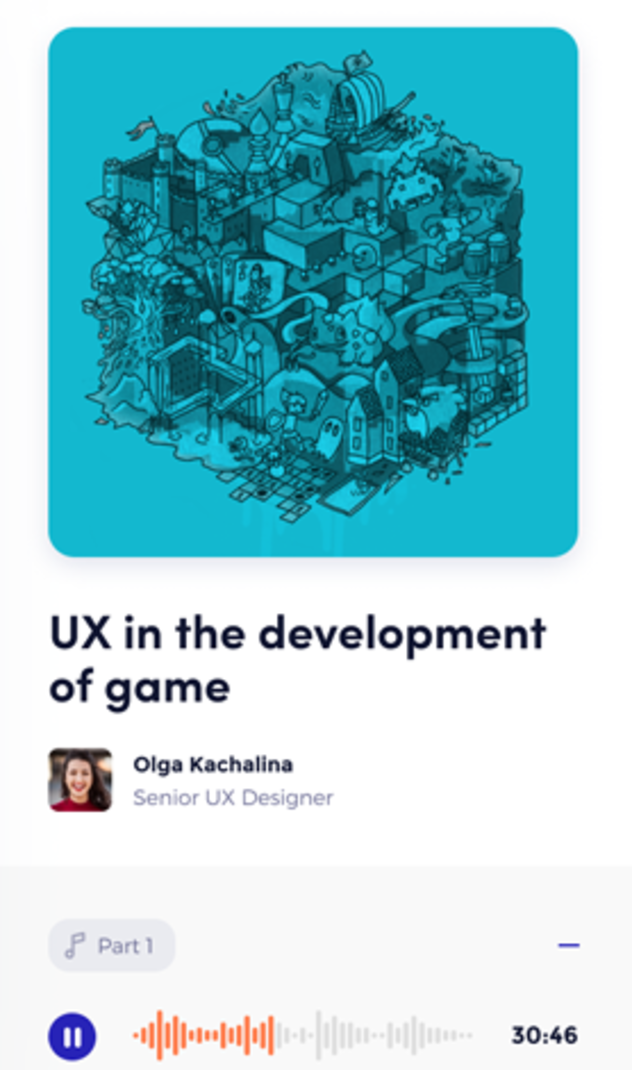 UX in the development
of game
Olga Kachalina
Senior UX Designer
Part 1
30:46